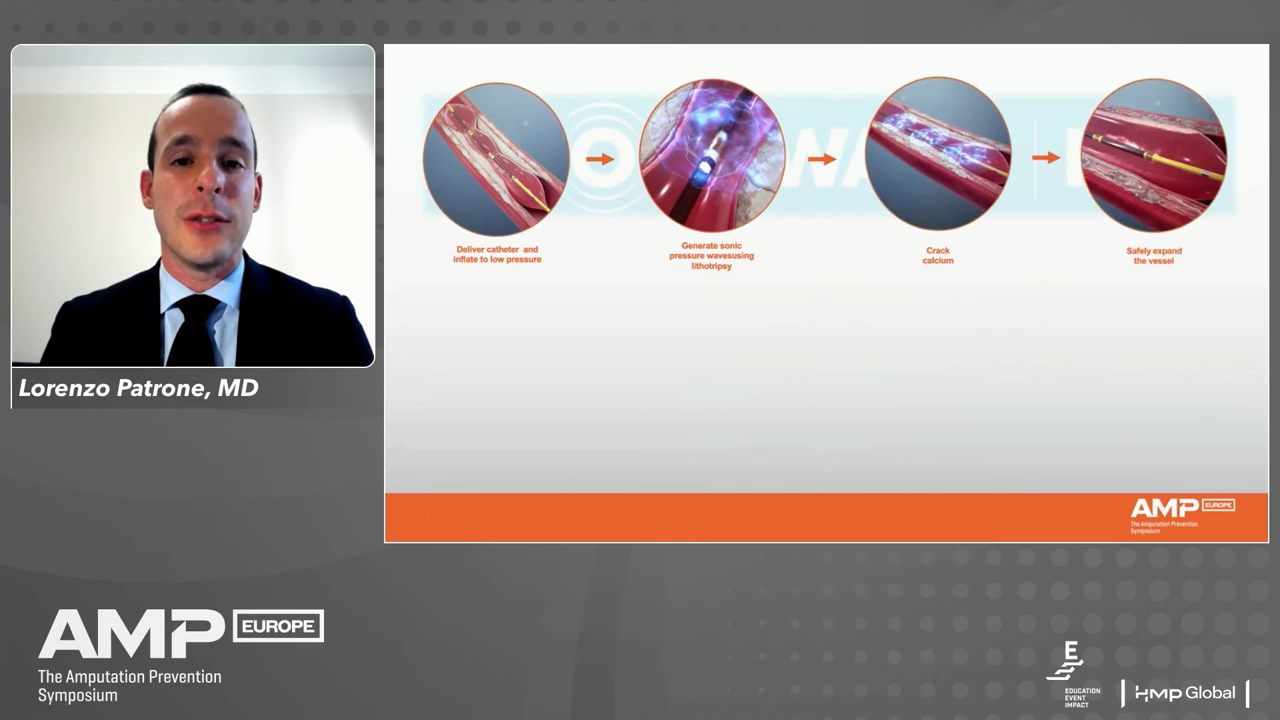 Deliver catheter and
inflate to low pressure
Generate sonic
pressure wavesusing
lithotripsy
Crack
calcium
Safely expand
the vessel
Lorenzo Patrone, MD
AMP EUROPE
The Amputation Prevention
Symposium
AMP EUROPE
The Amputation Prevention
Symposium
E
EDUCATION
EVENT
IMPACT
HMP Global